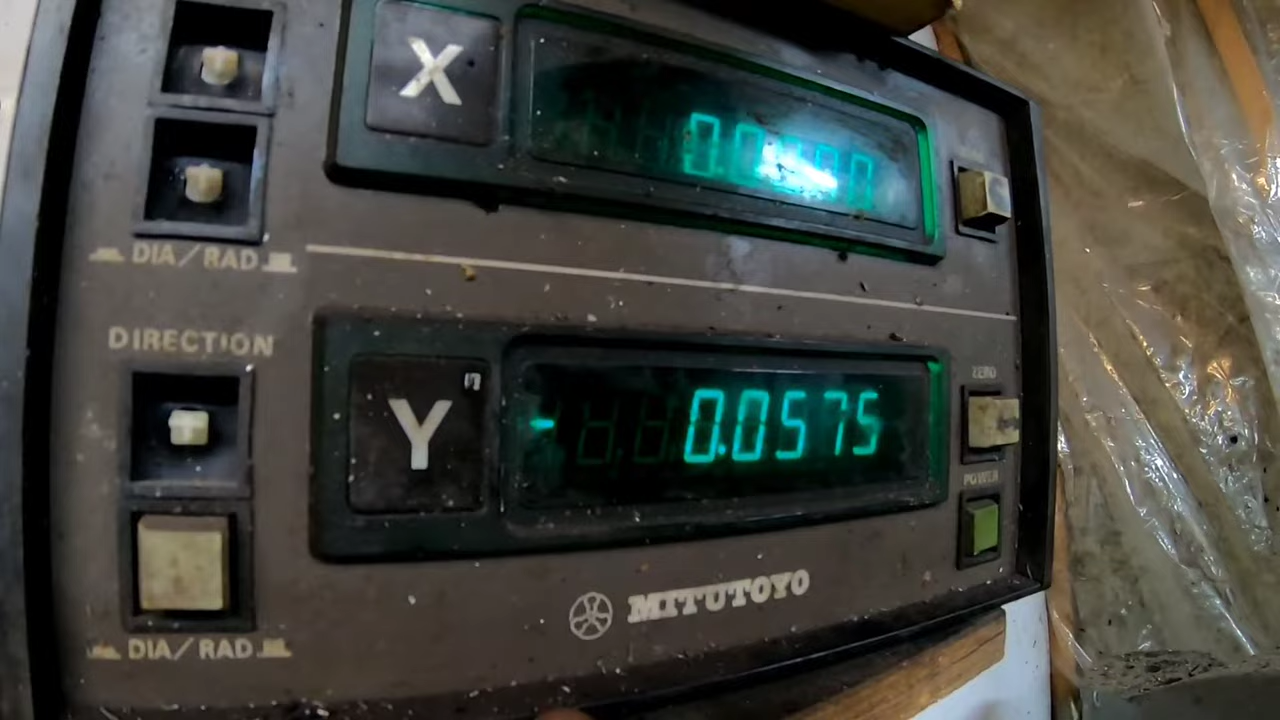 X
DIA/RAD
DIRECTION
ZERO
Y
-0.0575
POWER
MITUTOYO
DIA/RAD